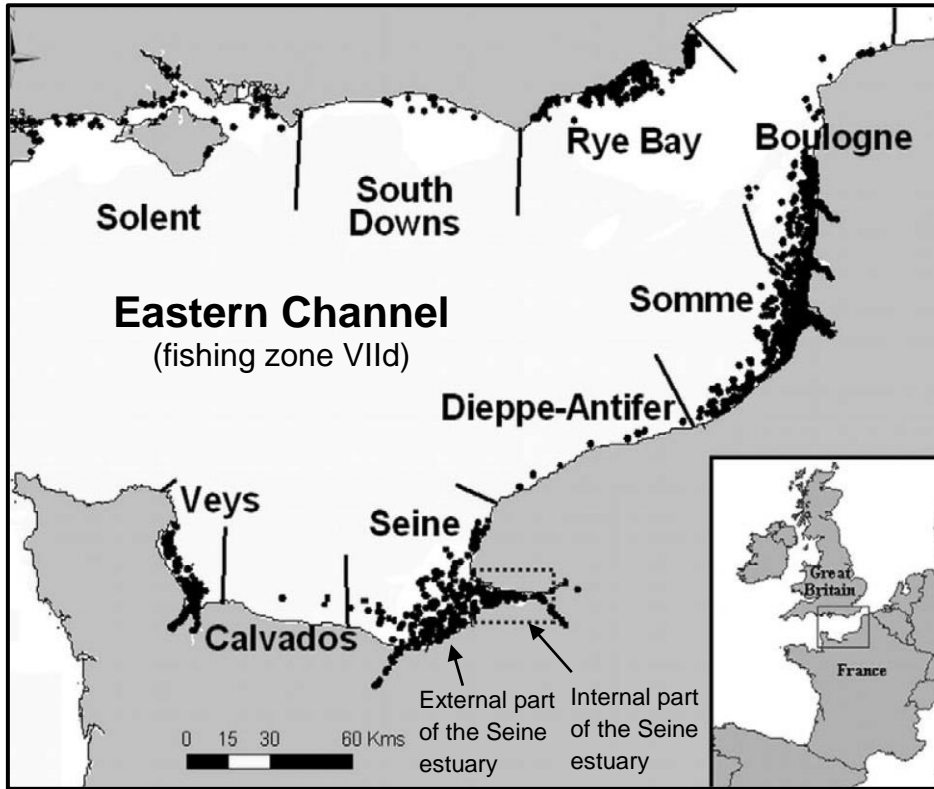 Rye Bay
Boulogne
Solent
South
Downs
Eastern Channel
(fishing zone VIId)
Somme
Dieppe-Antifer
Veys
Seine
Calvados
External part
of the Seine
estuary
Internal part
of the Seine
estuary
0 15 30 60 Kms
Great
Britain
France